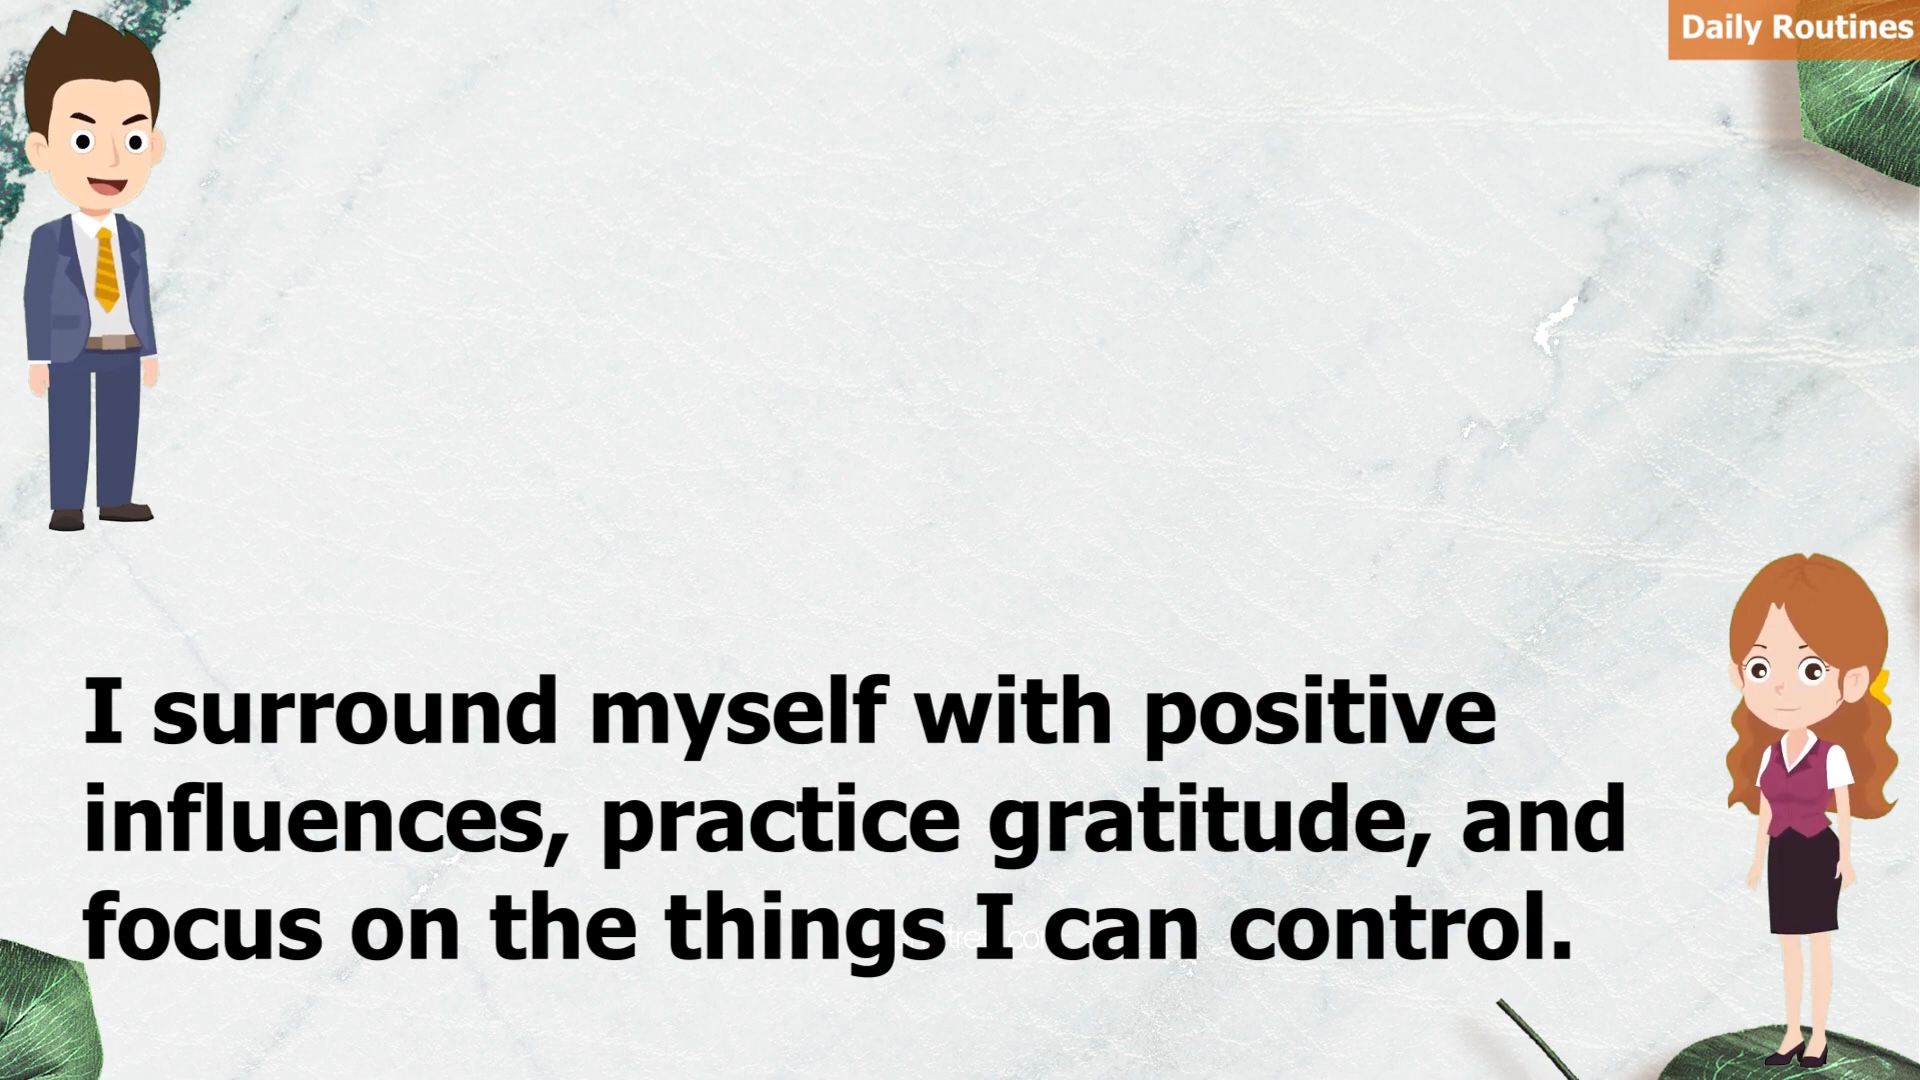 Daily Routines
I surround myself with positive
influences, practice gratitude, and
focus on the things I can control.